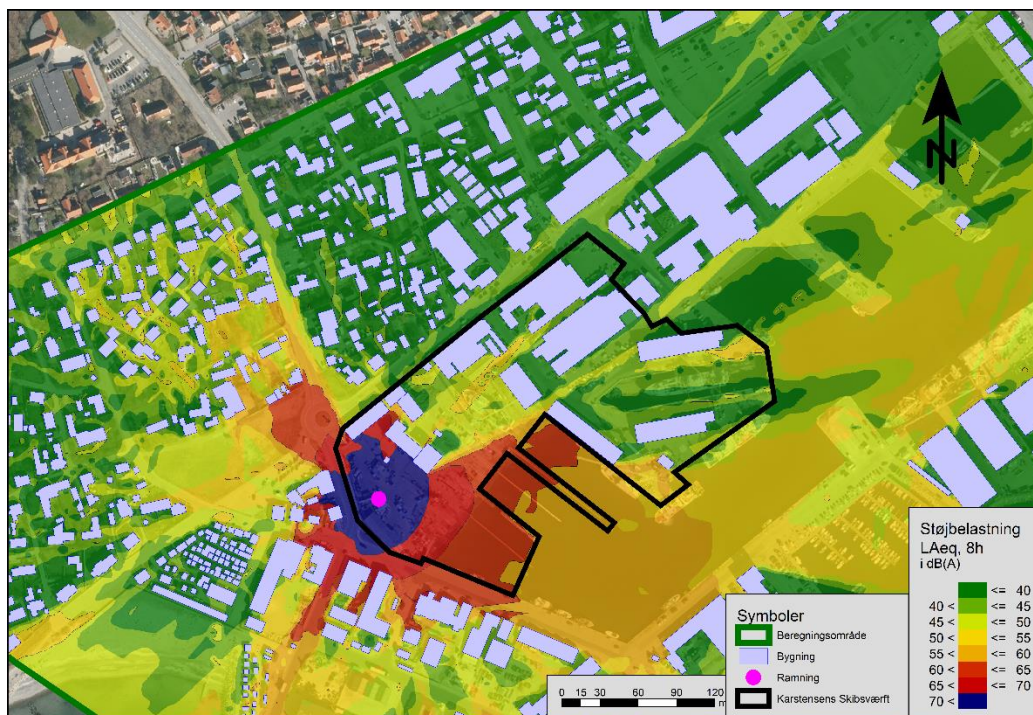 N
Støjbelastning
LAeq, 8h
i dB(A)
<= 40
40 < <= 45
45 < <= 50
50 < <= 55
55 < <= 60
60 < <= 65
65 < <= 70
70 <
Symboler
Beregningsområde
Bygning
Ramning
Karstensens Skibsværft
0 15 30 60 90 120
m